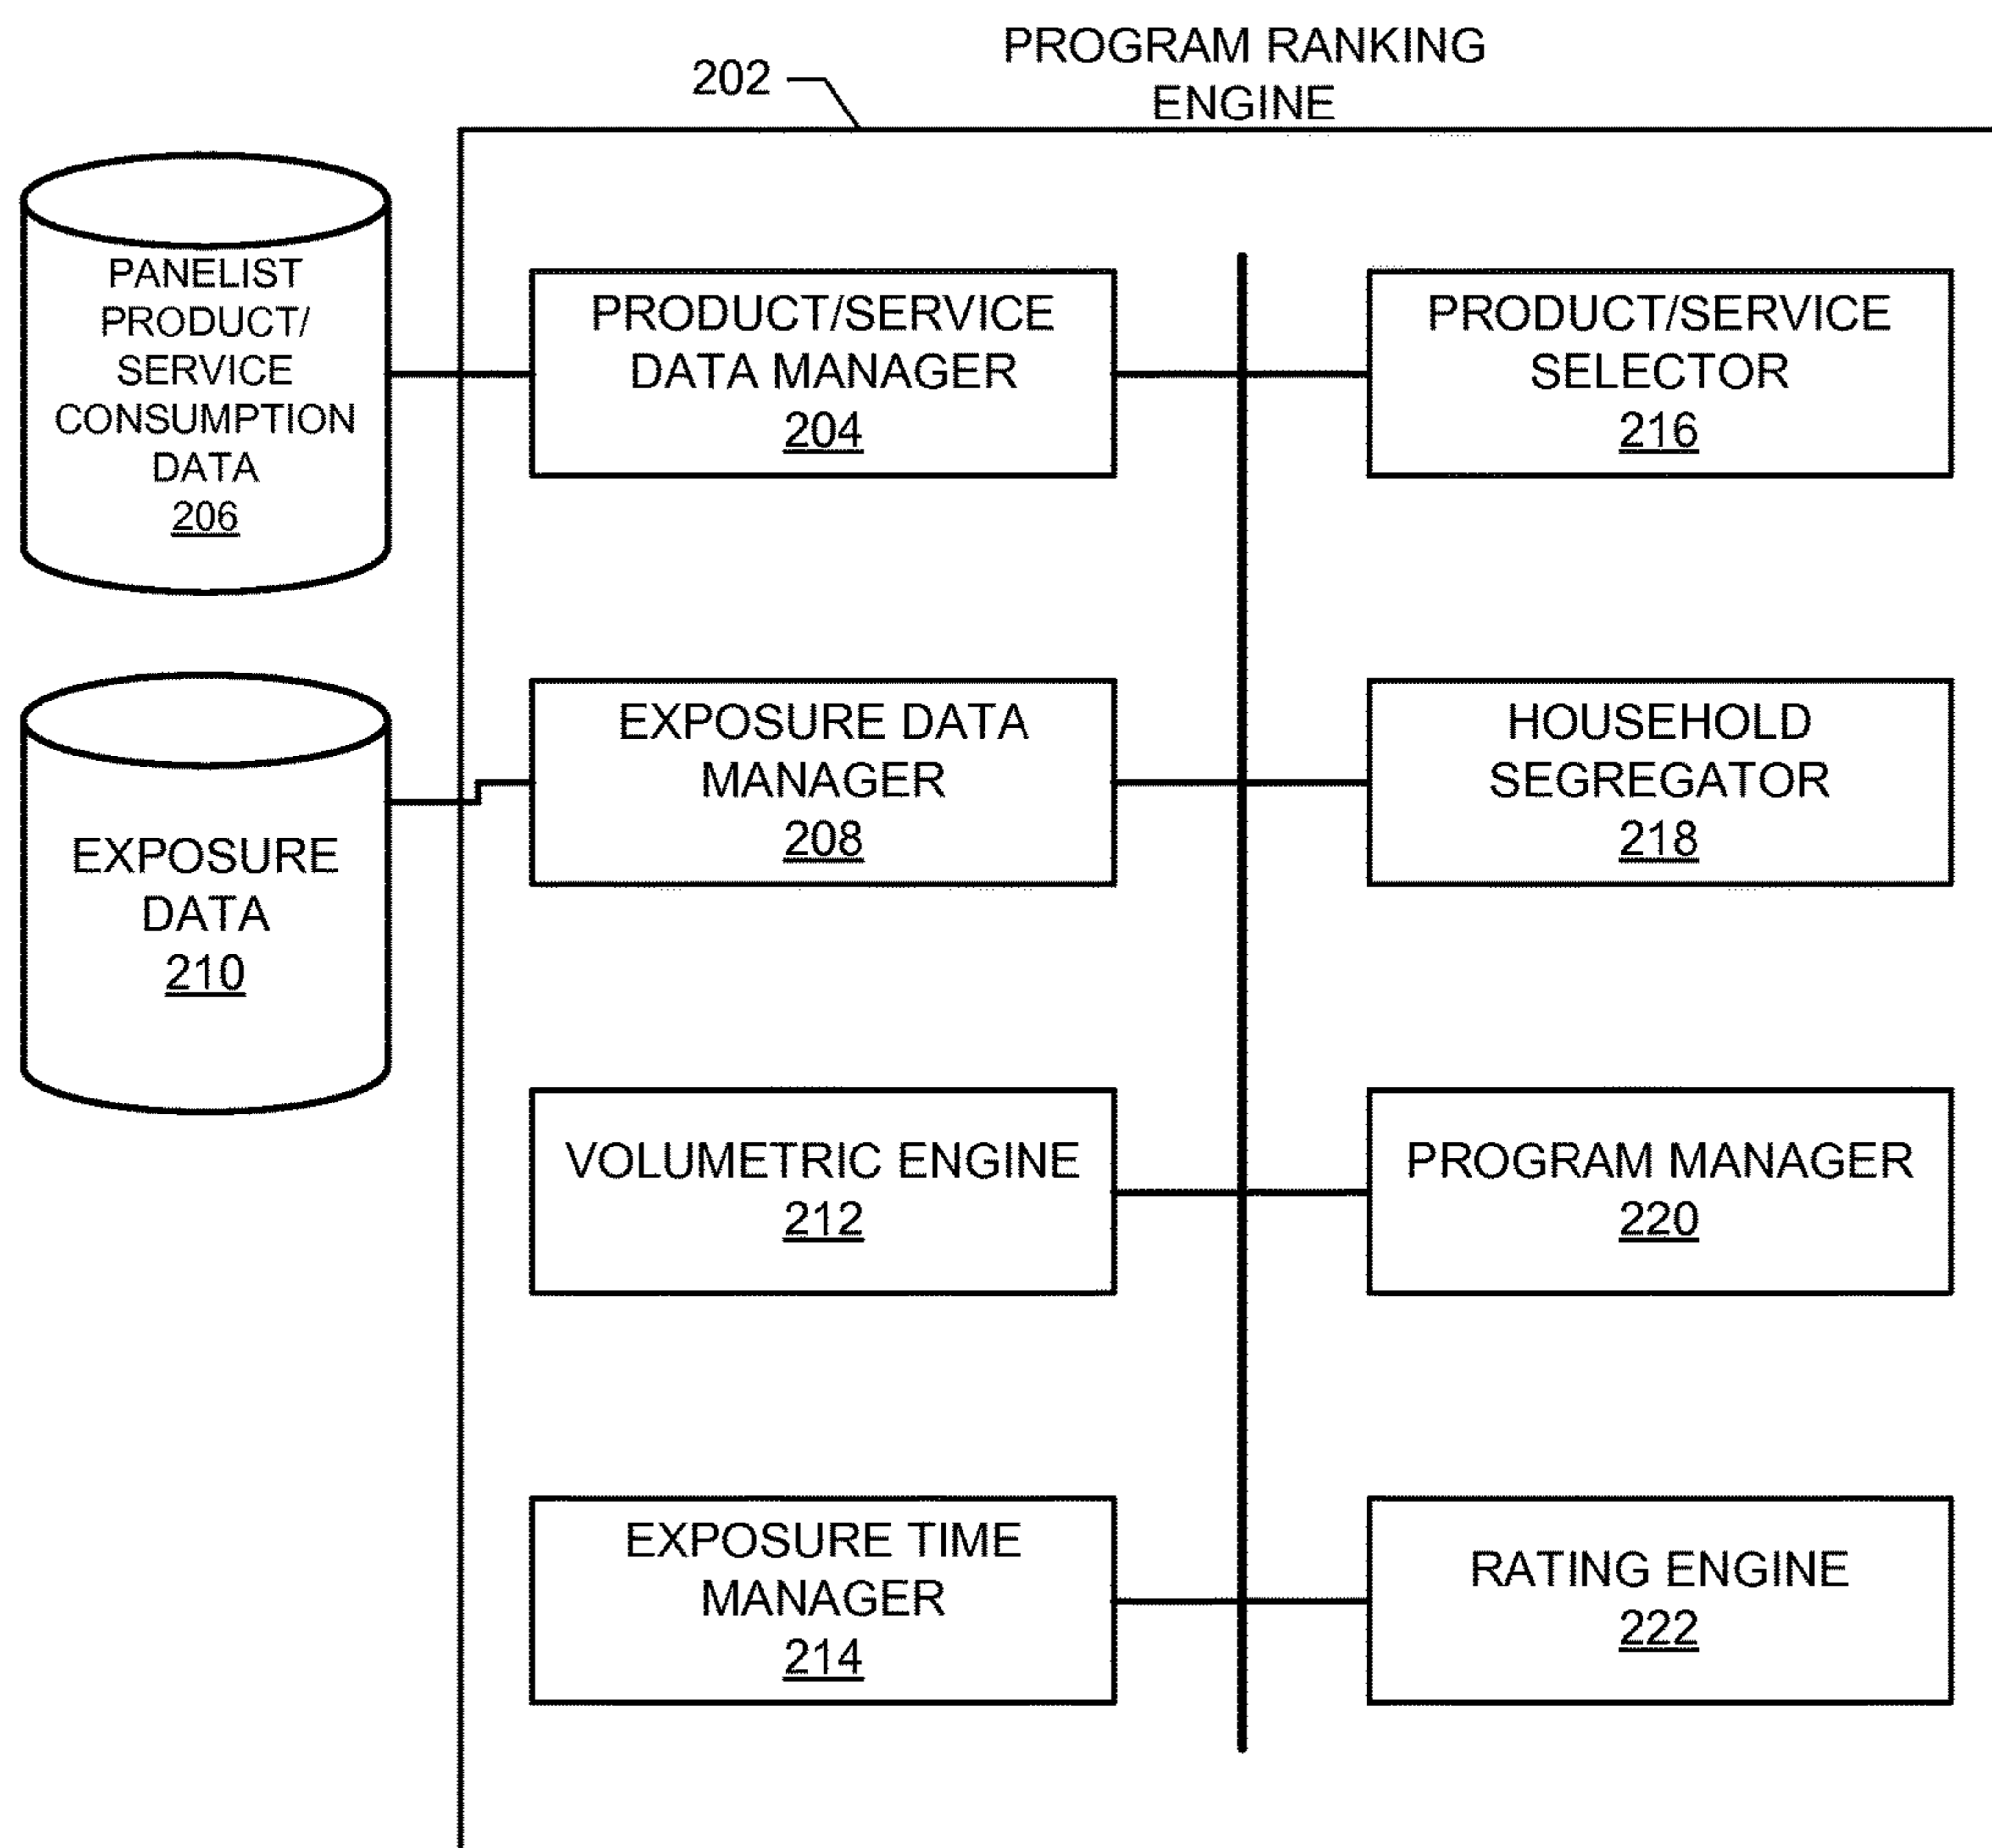 PROGRAM RANKING
ENGINE
202
PANELIST
PRODUCT/
SERVICE
CONSUMPTION
DATA
206
PRODUCT/SERVICE
DATA MANAGER
204
PRODUCT/SERVICE
SELECTOR
216
EXPOSURE
DATA
210
EXPOSURE DATA
MANAGER
208
HOUSEHOLD
SEGREGATOR
218
VOLUMETRIC ENGINE
212
PROGRAM MANAGER
220
EXPOSURE TIME
MANAGER
214
RATING ENGINE
222